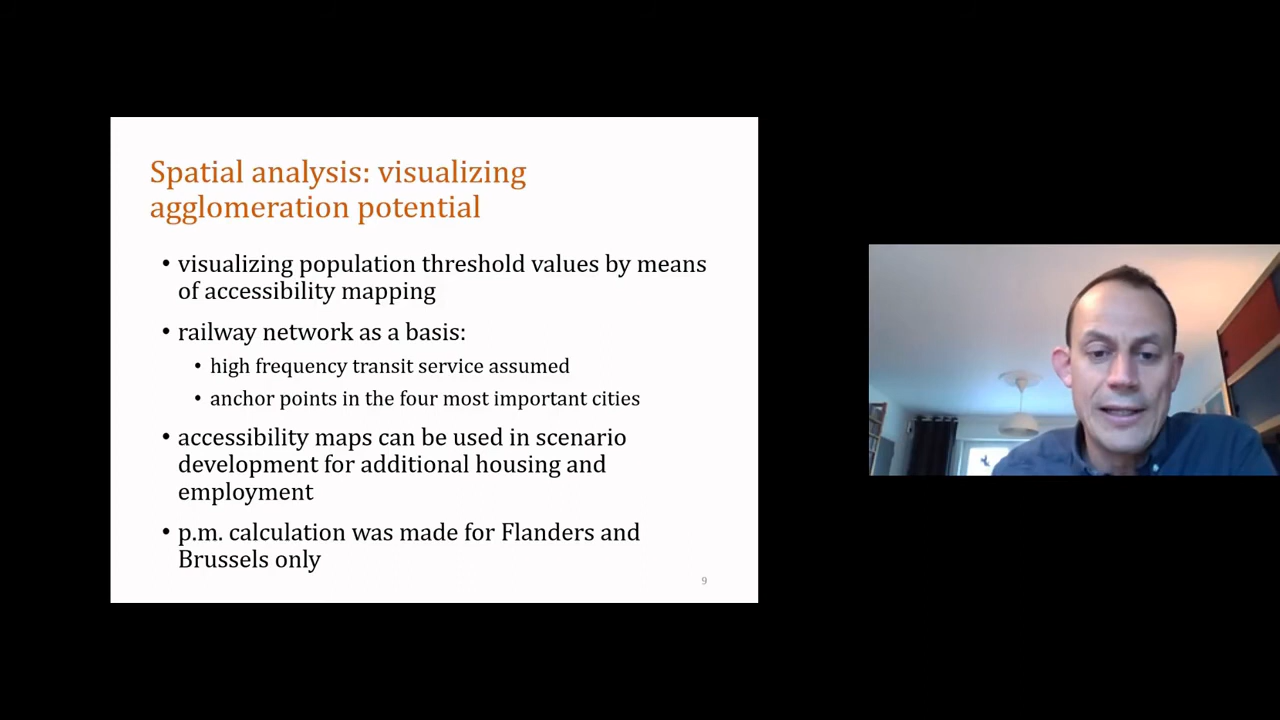 Spatial analysis: visualizing
agglomeration potential
• visualizing population threshold values by means
of accessibility mapping
• railway network as a basis:
• high frequency transit service assumed
• anchor points in the four most important cities
• accessibility maps can be used in scenario
development for additional housing and
employment
• p.m. calculation was made for Flanders and
Brussels only
9